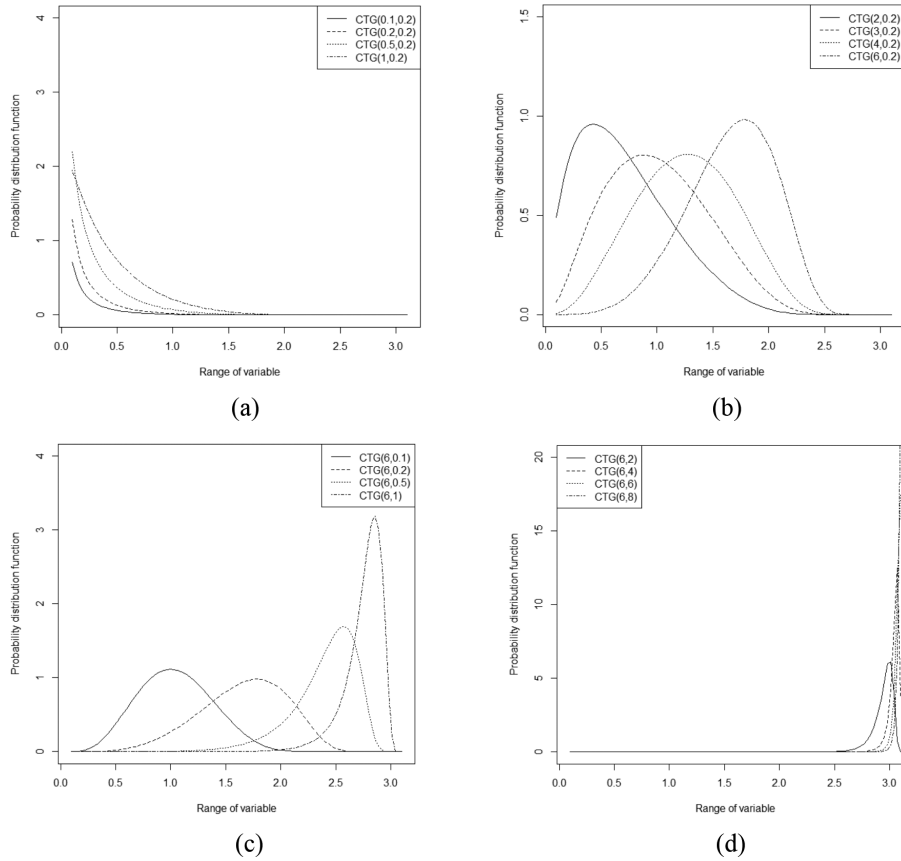 CTG(0.1,0.2)
CTG(0.2,0.2)
CTG(0.5,0.2)
CTG(1,0.2)
Probability distribution function
4
3
2
1
0
0.0 0.5 1.0 1.5 2.0 2.5 3.0
Range of variable
(a)
CTG(2,0.2)
CTG(3,0.2)
CTG(4,0.2)
CTG(6,0.2)
Probability distribution function
1.5
1.0
0.5
0.0
0.0 0.5 1.0 1.5 2.0 2.5 3.0
Range of variable
(b)
CTG(6,0.1)
CTG(6,0.2)
CTG(6,0.5)
CTG(6,1)
Probability distribution function
4
3
2
1
0
0.0 0.5 1.0 1.5 2.0 2.5 3.0
Range of variable
(c)
CTG(6,2)
CTG(6,4)
CTG(6,6)
CTG(6,8)
Probability distribution function
20
15
10
5
0
0.0 0.5 1.0 1.5 2.0 2.5 3.0
Range of variable
(d)